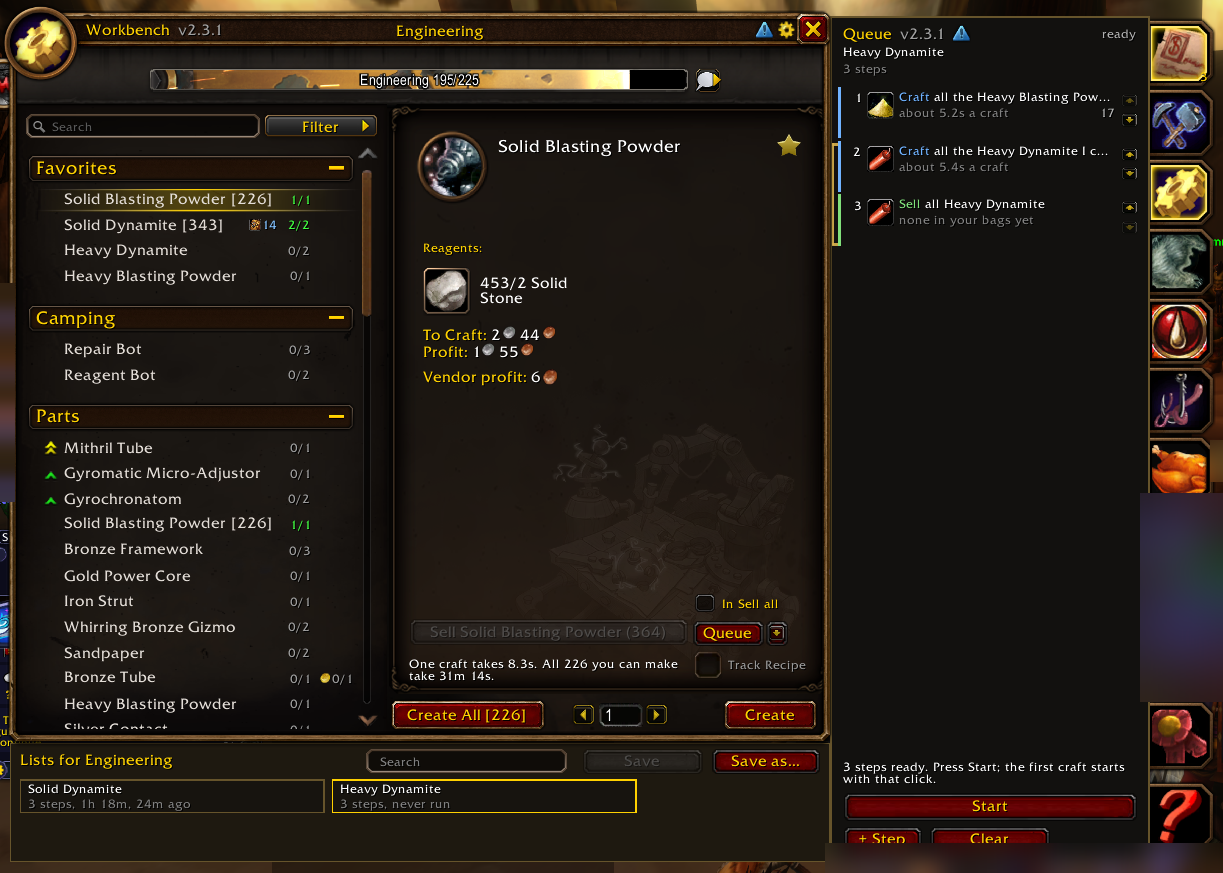 Workbench v2.3.1
Engineering
Engineering 195/225
Search
Filter
Favorites
Solid Blasting Powder [226] 1/1
Solid Dynamite [343] 14 2/2
Heavy Dynamite 0/2
Heavy Blasting Powder 0/1
Camping
Repair Bot 0/3
Reagent Bot 0/2
Parts
Mithril Tube 0/1
Gyromatic Micro-Adjustor 0/1
Gyrochronatom 0/2
Solid Blasting Powder [226] 1/1
Bronze Framework 0/3
Gold Power Core 0/1
Iron Strut 0/1
Whirring Bronze Gizmo 0/2
Sandpaper 0/2
Bronze Tube 0/1 0/1
Heavy Blasting Powder 0/1
Silver Contact 0/1
Solid Blasting Powder
Reagents:
453/2 Solid
Stone
To Craft: 2 44
Profit: 1 55
Vendor profit: 6
In Sell all
Sell Solid Blasting Powder (364)
Queue
One craft takes 8.3s. All 226 you can make
take 31m 14s.
Track Recipe
Create All [226]
1
Create
Lists for Engineering
Search
Save
Save as...
Solid Dynamite
3 steps, 1h 18m, 24m ago
Heavy Dynamite
3 steps, never run
Queue v2.3.1
ready
Heavy Dynamite
3 steps
1 Craft all the Heavy Blasting Pow...
about 5.2s a craft 17
2 Craft all the Heavy Dynamite I c...
about 5.4s a craft
3 Sell all Heavy Dynamite
none in your bags yet
3 steps ready. Press Start; the first craft starts
with that click.
Start
+ Step
Clear